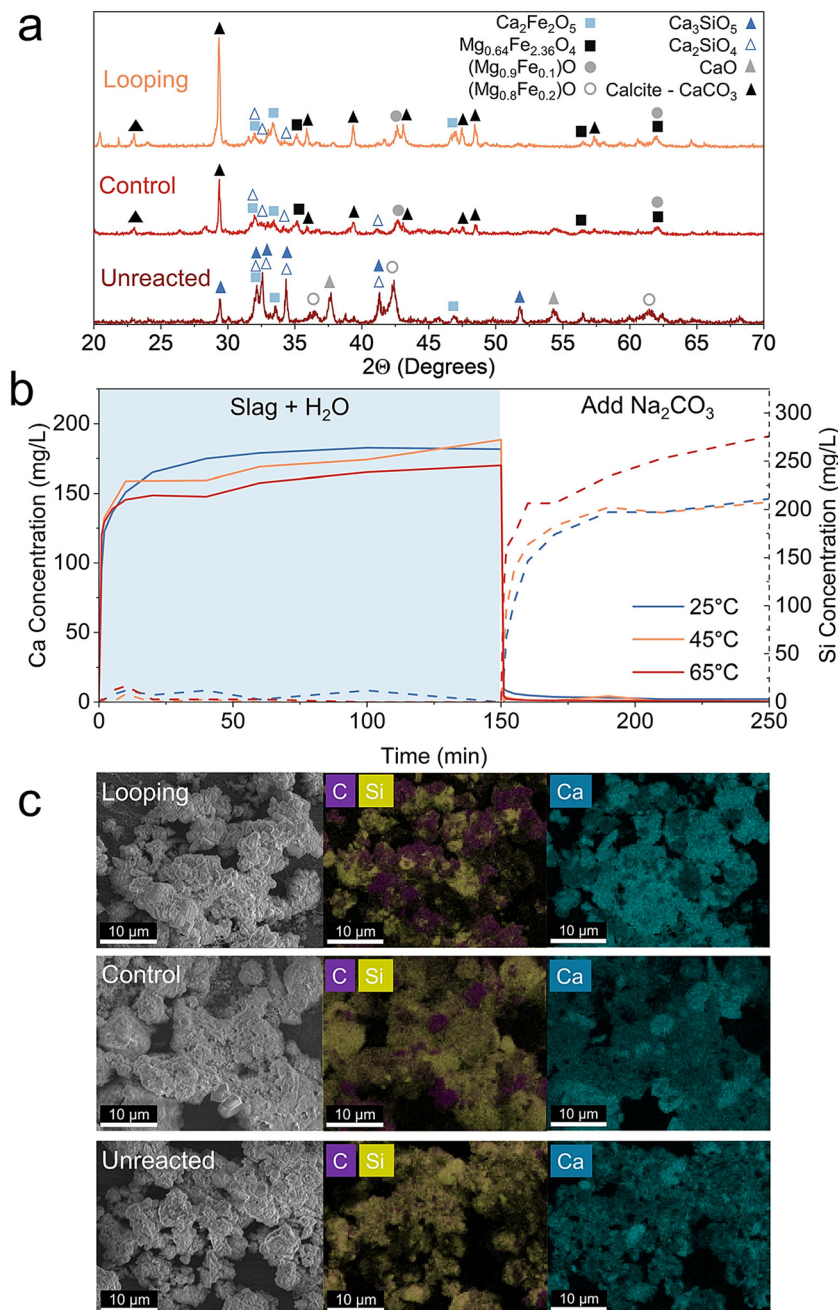 a
Ca₂Fe₂O₅
Ca₃SiO₅
Mg₀.₆₄Fe₂.₃₆O₄
Ca₂SiO₄
(Mg₀.₉Fe₀.₁)O
CaO
(Mg₀.₈Fe₀.₂)O
Calcite - CaCO₃
Looping
Control
Unreacted
20 25 30 35 40 45 50 55 60 65 70
2Θ (Degrees)
b
Slag + H₂O
Add Na₂CO₃
Ca Concentration (mg/L)
200
175
150
125
100
75
50
25
0
Si Concentration (mg/L)
300
250
200
150
100
50
0
25°C
45°C
65°C
0 50 100 150 200 250
Time (min)
c
Looping
C Si
Ca
10 µm
10 µm
10 µm
Control
C Si
Ca
10 µm
10 µm
10 µm
Unreacted
C Si
Ca
10 µm
10 µm
10 µm